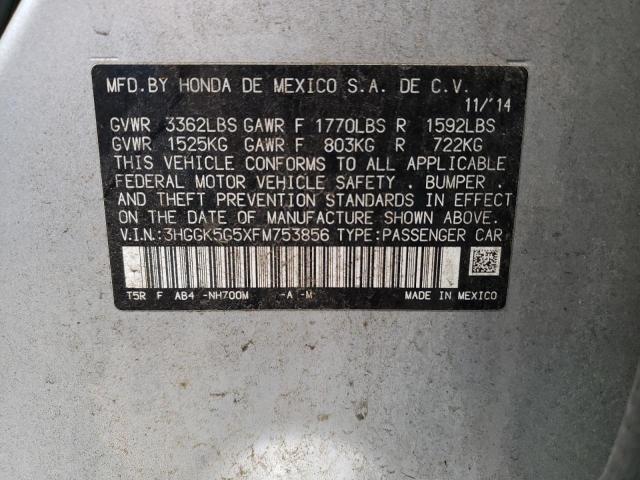 MFD.BY HONDA DE MEXICO S.A. DE C.V.
11/'14
GVWR 3362LBS GAWR F 1770LBS R 1592LBS
GVWR 1525KG GAWR F 803KG R 722KG
THIS VEHICLE CONFORMS TO ALL APPLICABLE
FEDERAL MOTOR VEHICLE SAFETY . BUMPER .
AND THEFT PREVENTION STANDARDS IN EFFECT
ON THE DATE OF MANUFACTURE SHOWN ABOVE
V.I.N.:3HGGK5G5XFM753856 TYPE:PASSENGER CAR
T5R F AB4 -NH700M -A -M MADE IN MEXICO